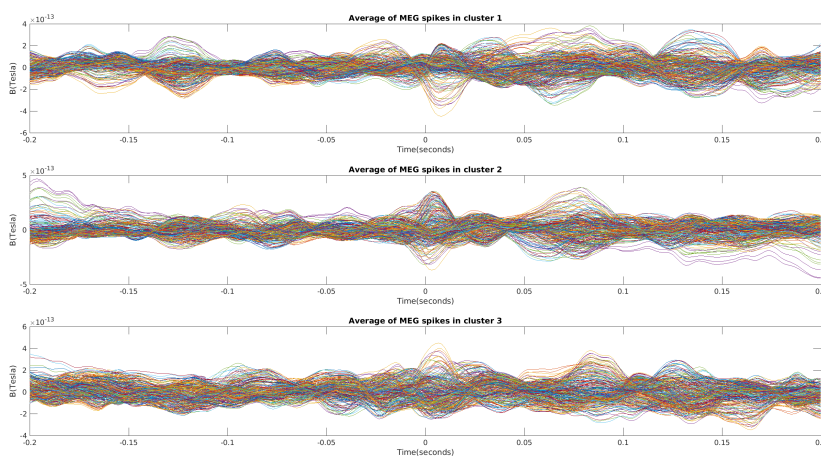 Average of MEG spikes in cluster 1
×10⁻¹³
B(Tesla)
4
2
0
-2
-4
-6
-0.2 -0.15 -0.1 -0.05 0 0.05 0.1 0.15 0.
Time(seconds)
Average of MEG spikes in cluster 2
×10⁻¹³
B(Tesla)
5
0
-5
-0.2 -0.15 -0.1 -0.05 0 0.05 0.1 0.15 0.
Time(seconds)
Average of MEG spikes in cluster 3
×10⁻¹³
B(Tesla)
6
4
2
0
-2
-4
-0.2 -0.15 -0.1 -0.05 0 0.05 0.1 0.15 0.
Time(seconds)